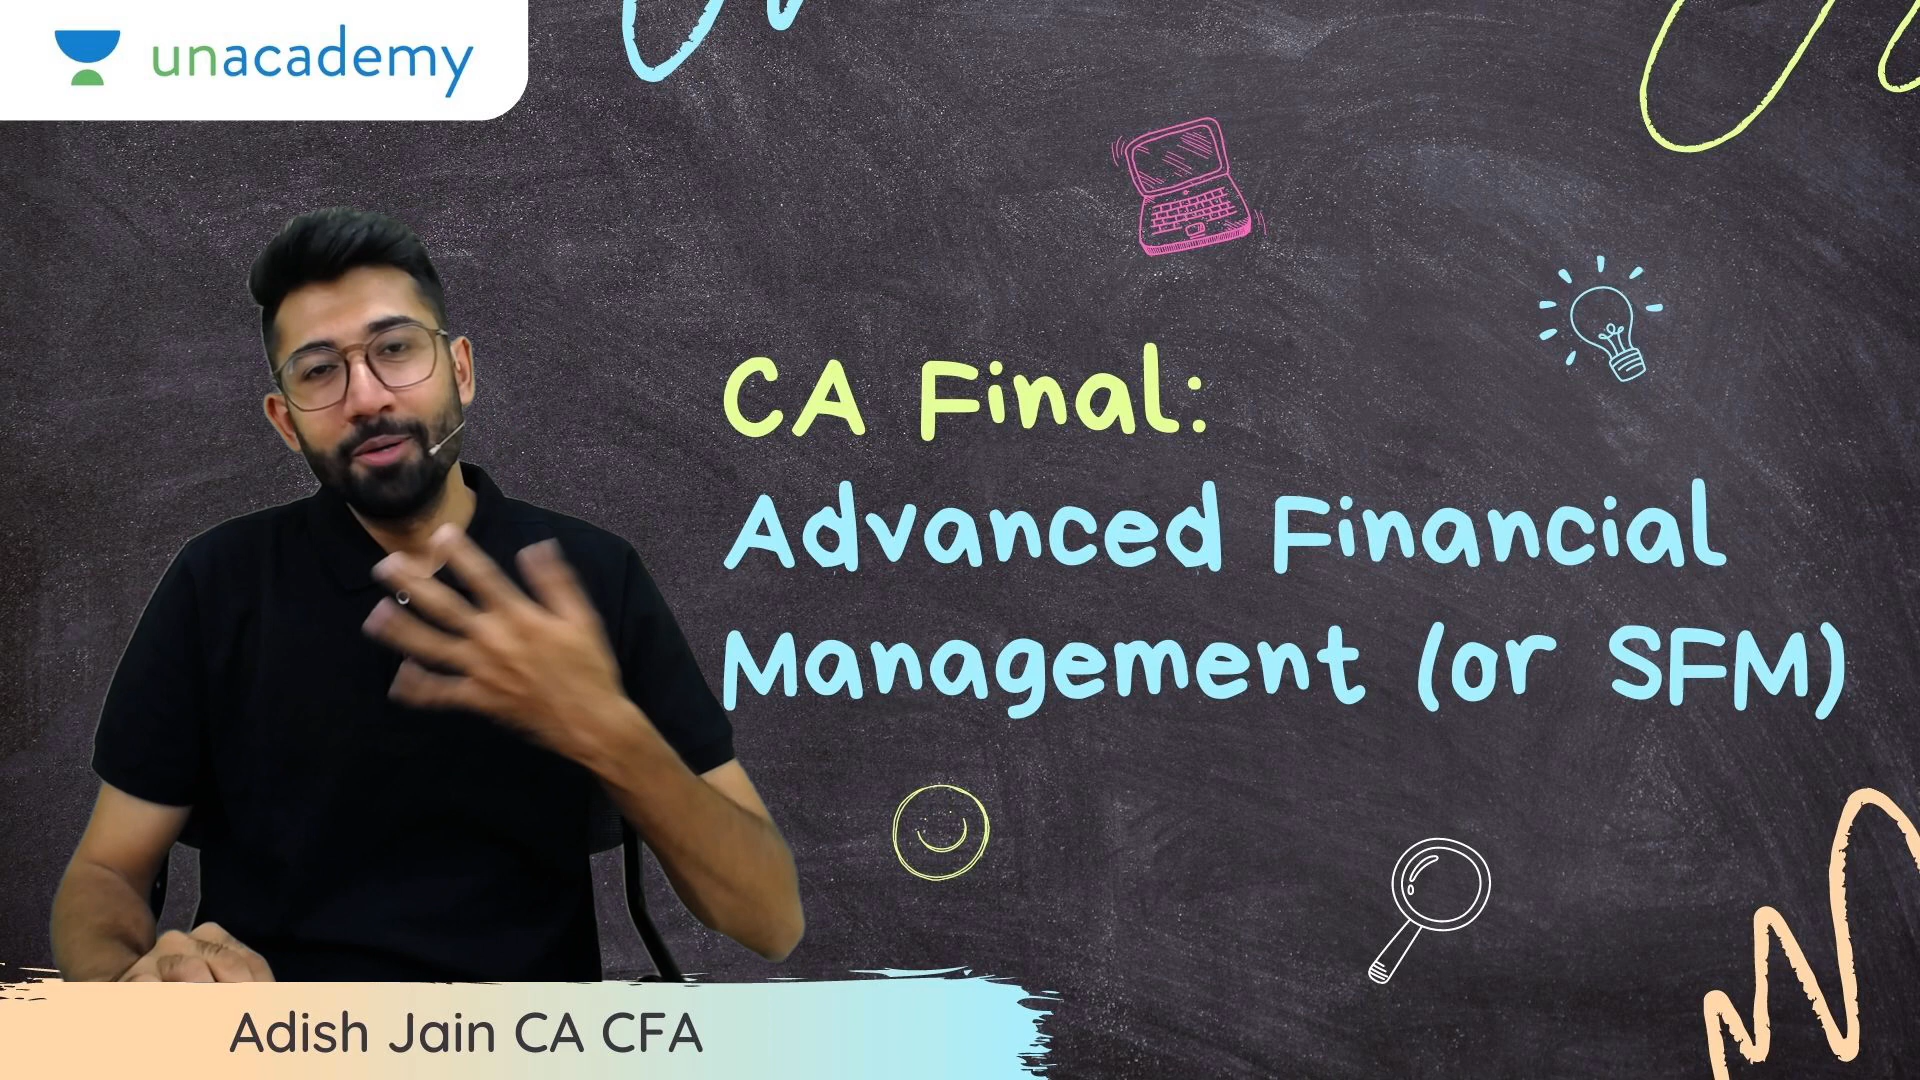 unacademy
CA Final:
Advanced Financial
Management (or SFM)
Adish Jain CA CFA